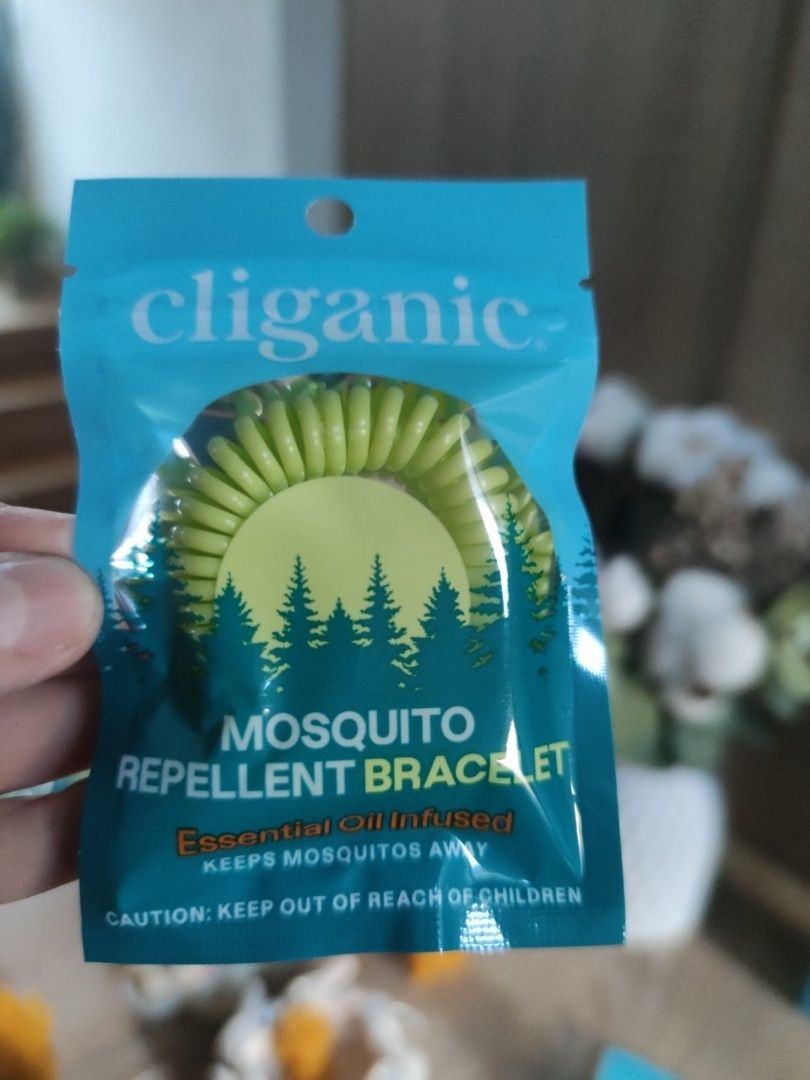 cliganic
MOSQUITO
REPELLENT BRACELET
Essential Oil Infused
KEEPS MOSQUITOS AWAY
CAUTION: KEEP OUT OF REACH OF CHILDREN